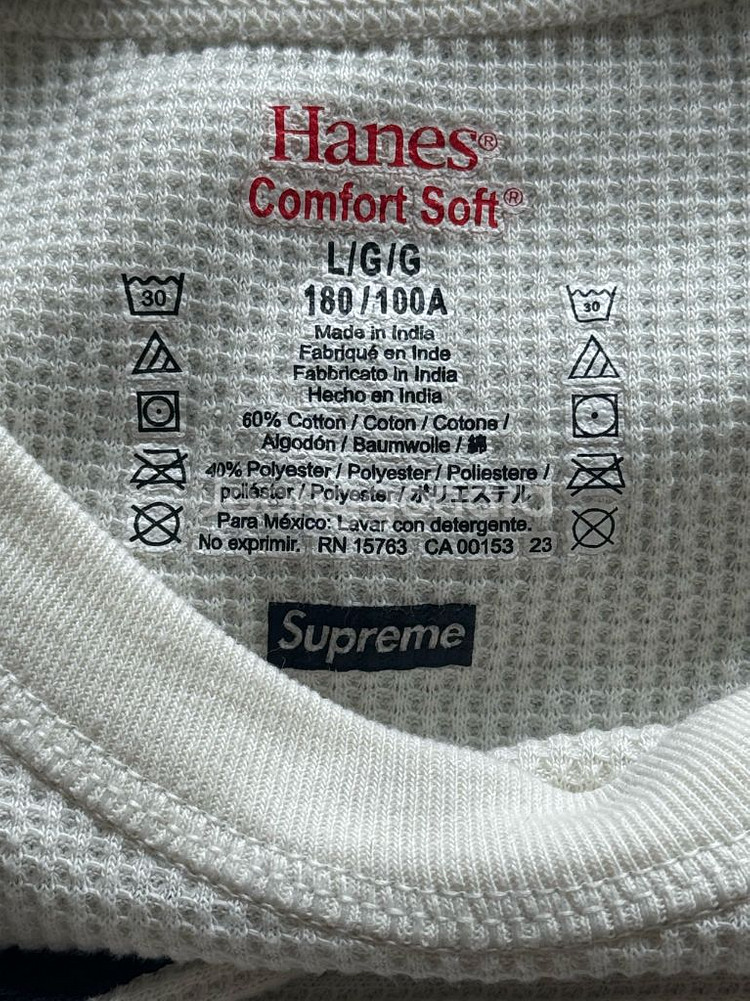 Hanes®
Comfort Soft®
L/G/G
180/100A
30
30
Made in India
Fabriqué en Inde
Fabbricato in India
Hecho en India
60% Cotton / Coton / Cotone /
Algodón / Baumwolle / 綿
40% Polyester / Polyester / Poliestere /
poliéster / Polyester / ポリエステル
Para México: Lavar con detergente.
No exprimir. RN 15763 CA 00153 23
Supreme